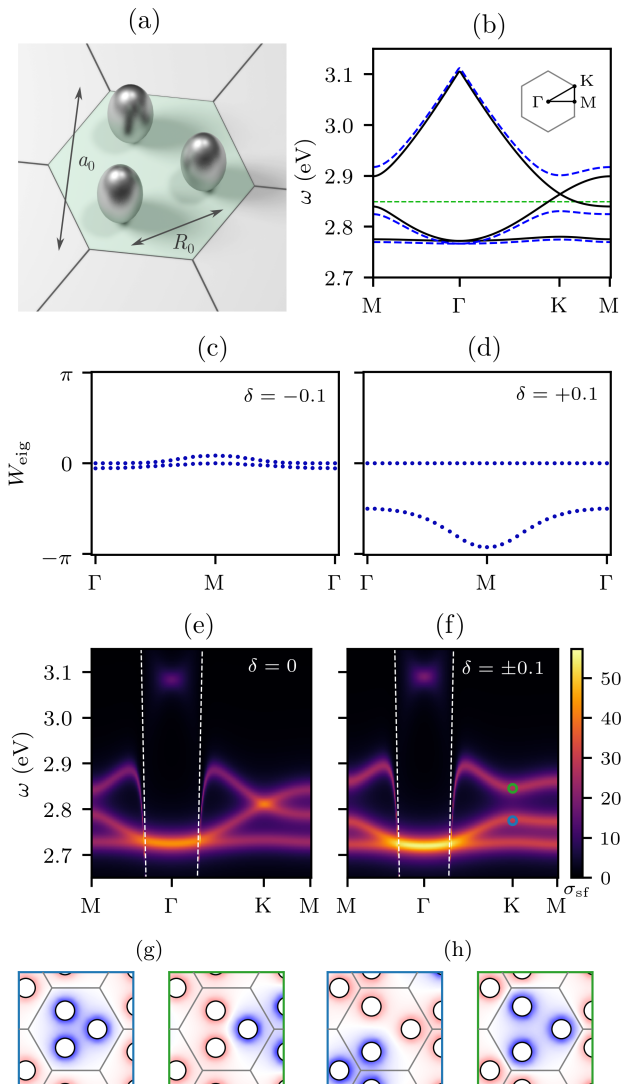 (a)
a₀
R₀
(b)
ω (eV)
3.1
3.0
2.9
2.8
2.7
M Γ K M
K
Γ M
(c) (d)
W_eig
π
0
−π
δ = −0.1
δ = +0.1
Γ M Γ
Γ M Γ
(e) (f)
ω (eV)
3.1
3.0
2.9
2.8
2.7
δ = 0
δ = ±0.1
50
40
30
20
10
0
σ_sf
M Γ K M
M Γ K M
(g) (h)